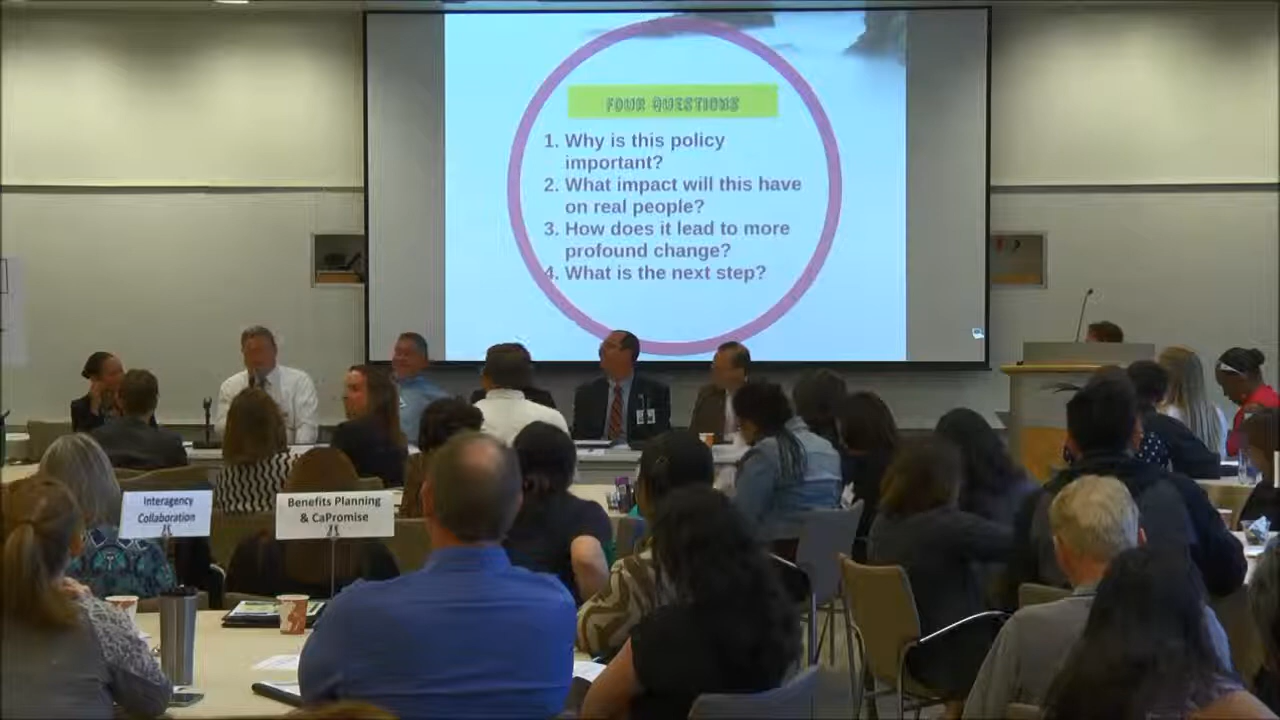 FOUR QUESTIONS
1. Why is this policy
important?
2. What impact will this have
on real people?
3. How does it lead to more
profound change?
4. What is the next step?
Interagency
Collaboration
Benefits Planning
& CaPromise